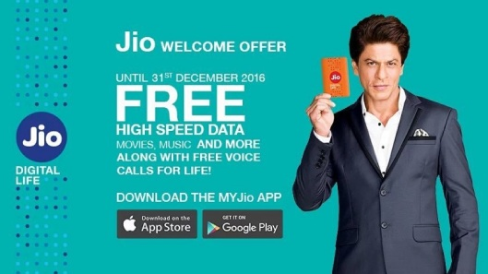 Jio WELCOME OFFER
UNTIL 31ST DECEMBER 2016
FREE
HIGH SPEED DATA
MOVIES, MUSIC AND MORE
ALONG WITH FREE VOICE
CALLS FOR LIFE!
DOWNLOAD THE MYJio APP
Download on the
App Store
GET IT ON
Google Play
Jio
DIGITAL
LIFE
Jio